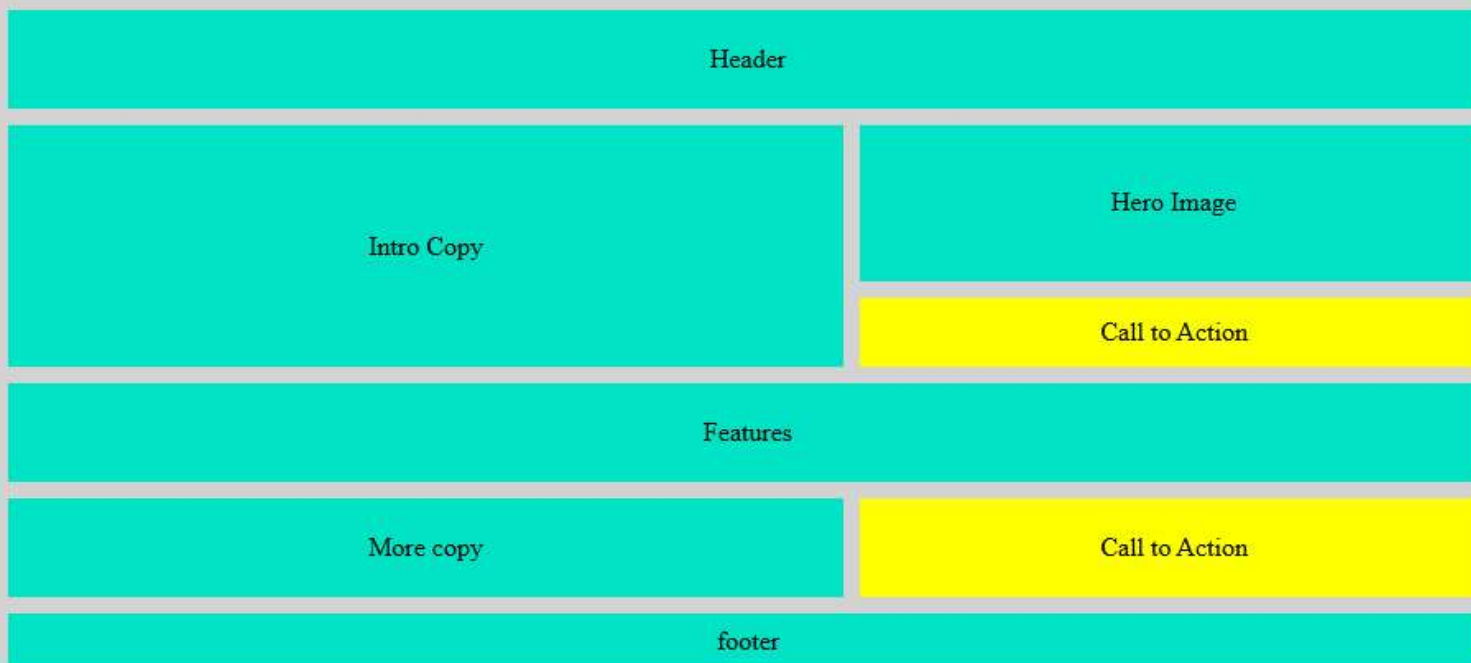 Header
Intro Copy
Hero Image
Call to Action
Features
More copy
Call to Action
footer